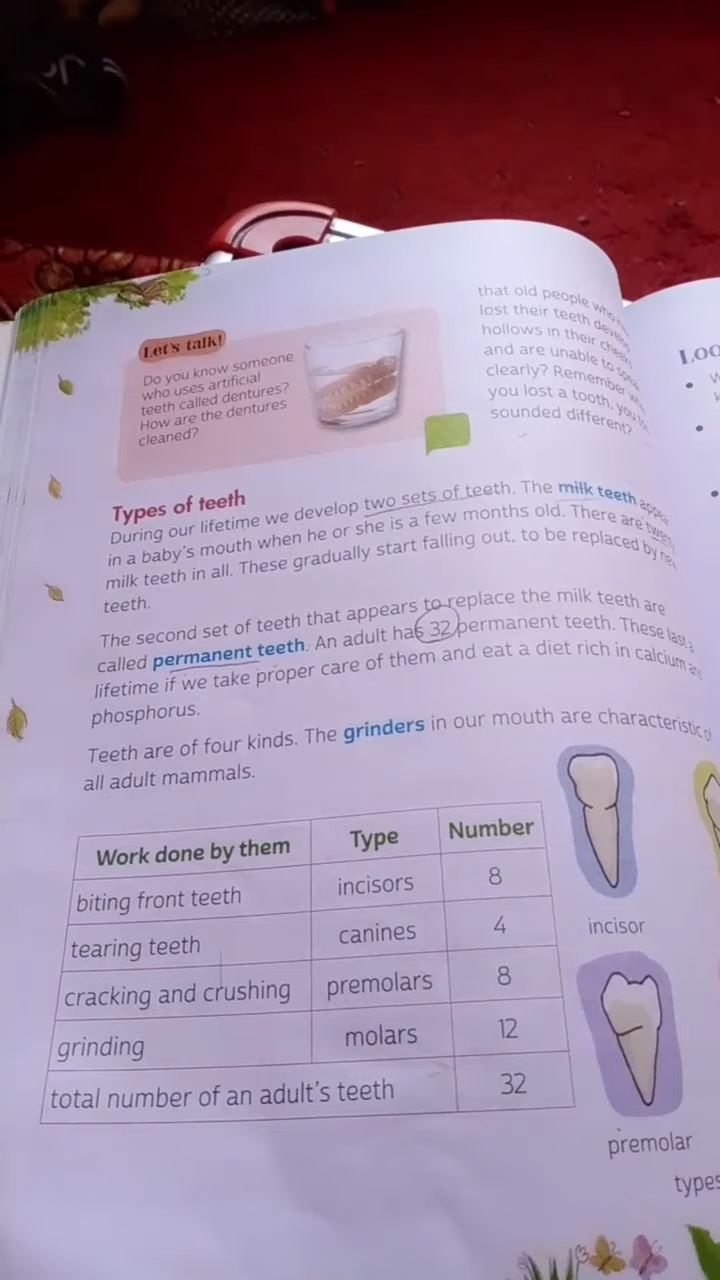 Let's talk!
Do you know someone
who uses artificial
teeth called dentures?
How are the dentures
cleaned?
that old people who
lost their teeth
hollows in their
and are unable to
clearly? Remember
you lost a tooth, you
sounded different?
Types of teeth
During our lifetime we develop two sets of teeth. The milk teeth
in a baby's mouth when he or she is a few months old. There are
milk teeth in all. These gradually start falling out, to be replaced by
teeth.
The second set of teeth that appears to replace the milk teeth are
called permanent teeth. An adult has 32 permanent teeth. These last
lifetime if we take proper care of them and eat a diet rich in calcium
phosphorus.
Teeth are of four kinds. The grinders in our mouth are characteristic of
all adult mammals.
Work done by them Type Number
biting front teeth incisors 8
tearing teeth canines 4
cracking and crushing premolars 8
grinding molars 12
total number of an adult's teeth 32
incisor
premolar
types